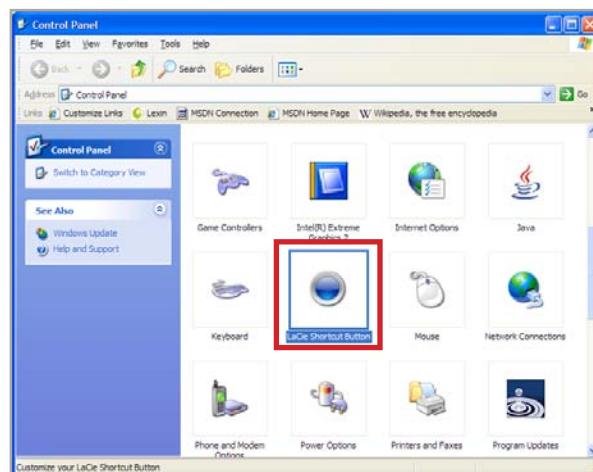 Control Panel
File Edit View Favorites Tools Help
Back Search Folders
Address Control Panel Go
Links Customize Links Lexin MSDN Connection MSDN Home Page Wikipedia, the free encyclopedia
Control Panel
Switch to Category View
See Also
Windows Update
Help and Support
Game Controllers Intel(R) Extreme Graphics 2 Internet Options Java
Keyboard LaCie Shortcut Button Mouse Network Connections
Phone and Modem Options Power Options Printers and Faxes Program Updates
Customize your LaCie Shortcut Button